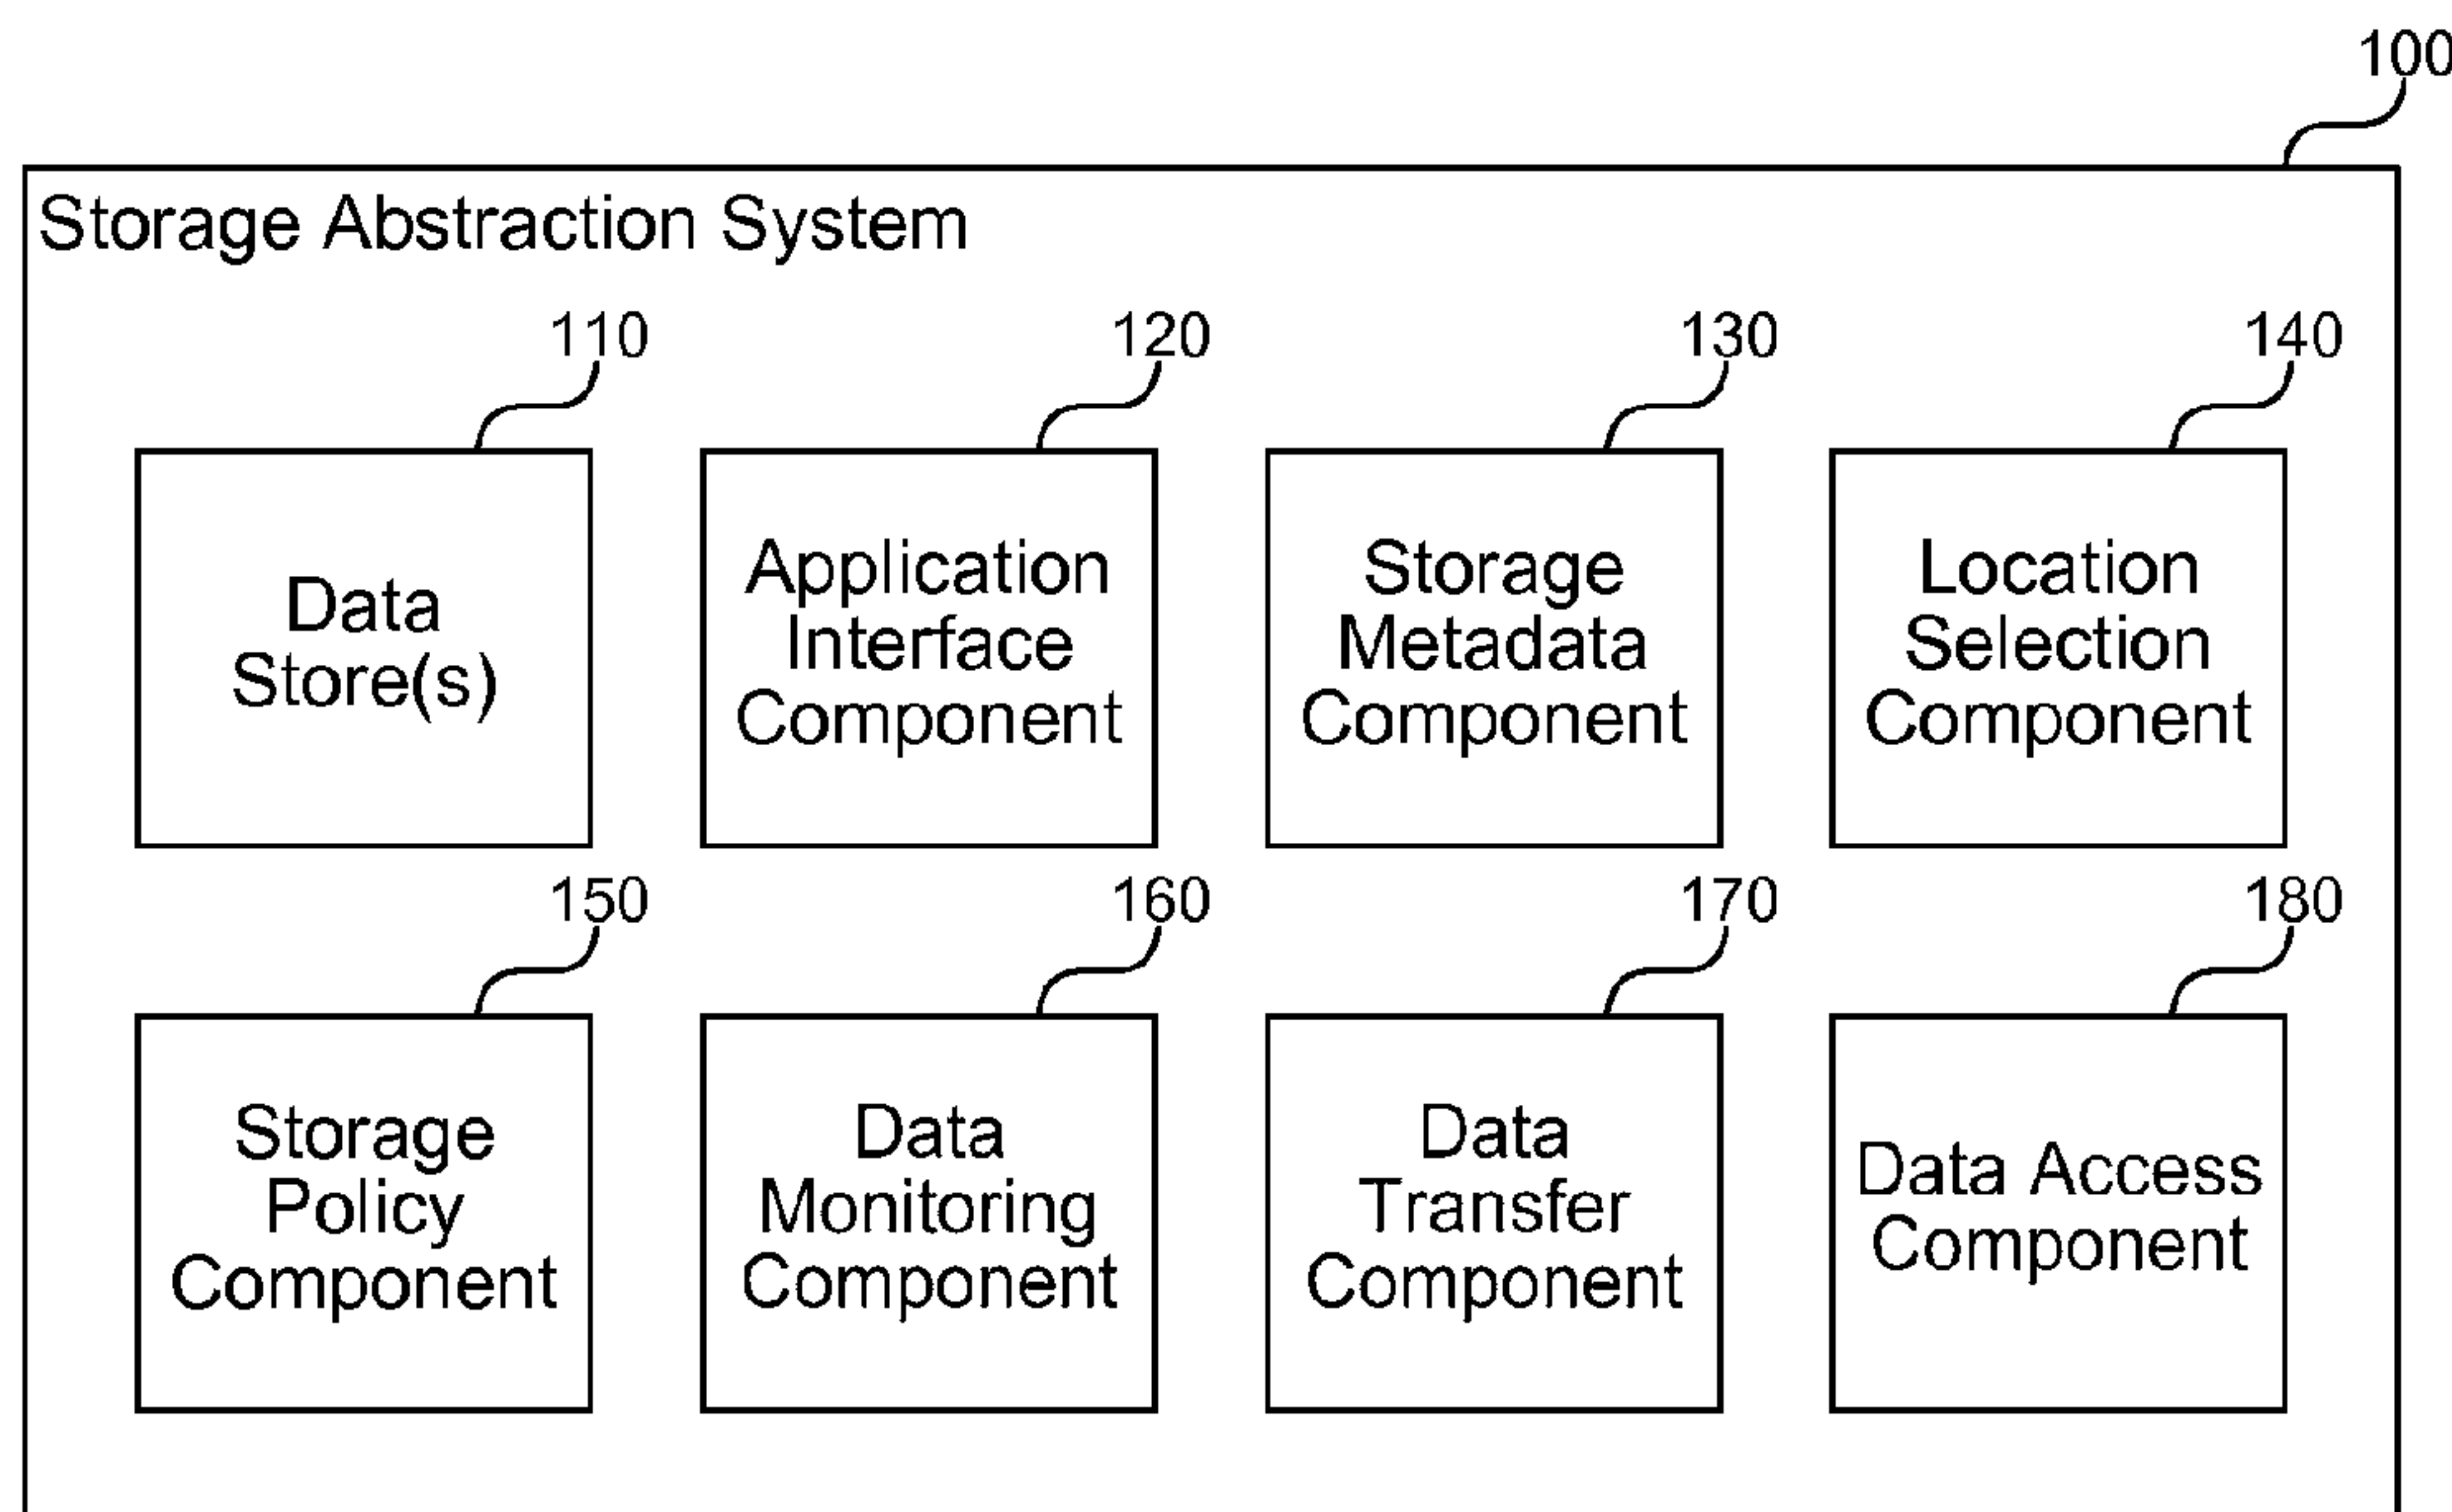 100
Storage Abstraction System
110
120
130
140
Data
Store(s)
Application
Interface
Component
Storage
Metadata
Component
Location
Selection
Component
150
160
170
180
Storage
Policy
Component
Data
Monitoring
Component
Data
Transfer
Component
Data Access
Component